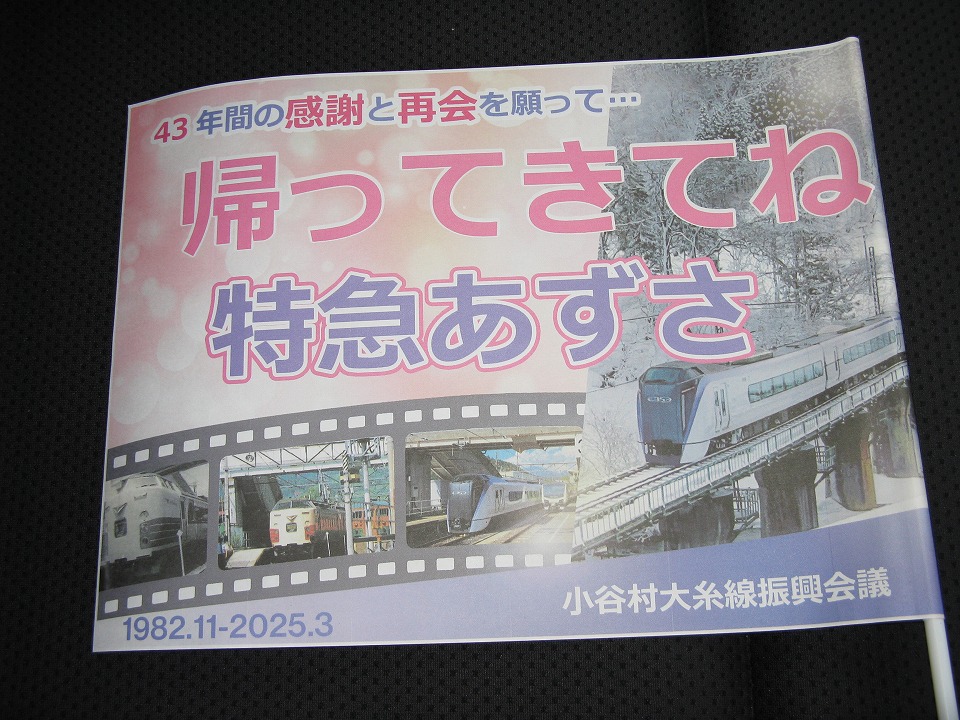 43年間の感謝と再会を願って…
帰ってきてね
特急あずさ
E353
1982.11-2025.3
小谷村大糸線振興会議